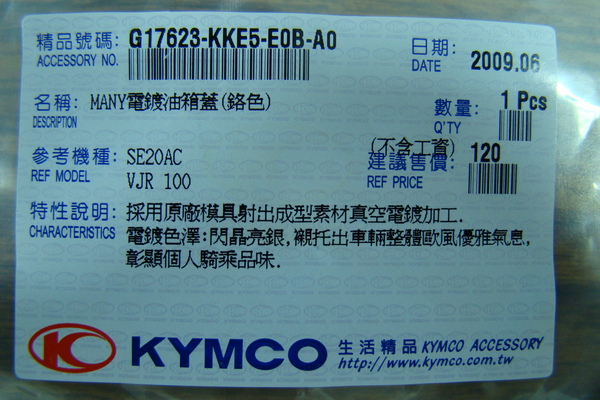 精品號碼: G17623-KKE5-E0B-A0
ACCESSORY NO.
日期: 2009.06
DATE
名稱: MANY電鍍油箱蓋(鉻色)
DESCRIPTION
數量: 1 Pcs
Q'TY
(不含工資)
參考機種: SE20AC
REF MODEL VJR 100
建議售價: 120
REF PRICE
特性說明: 採用原廠模具射出成型素材真空電鍍加工.
CHARACTERISTICS 電鍍色澤:閃晶亮銀,襯托出車輛整體歐風優雅氣息,
彰顯個人騎乘品味.
KYMCO 生活精品 KYMCO ACCESSORY
http://www.kymco.com.tw